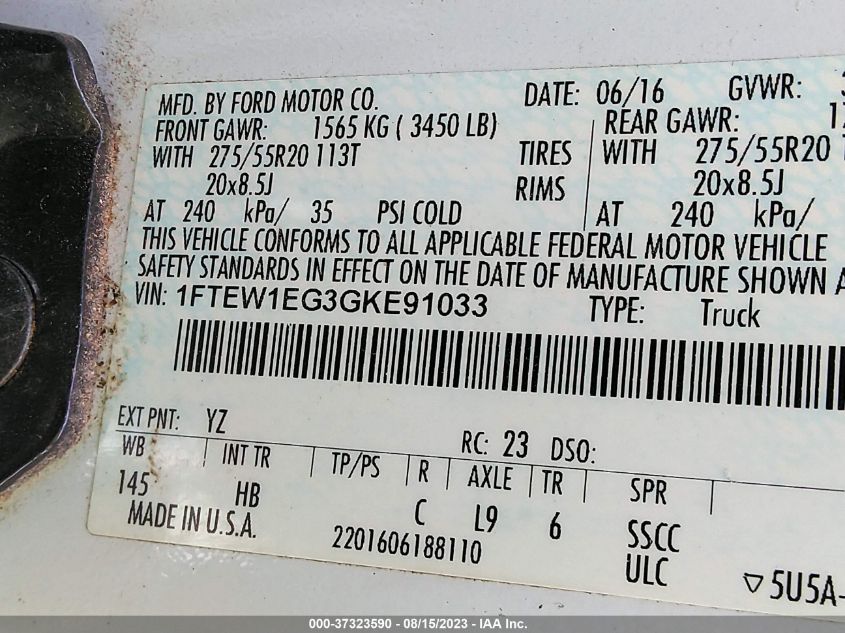 MFD. BY FORD MOTOR CO. DATE: 06/16 GVWR:
FRONT GAWR: 1565 KG ( 3450 LB) REAR GAWR:
WITH 275/55R20 113T TIRES WITH 275/55R20
20x8.5J RIMS 20x8.5J
AT 240 kPa/ 35 PSI COLD AT 240 kPa/
THIS VEHICLE CONFORMS TO ALL APPLICABLE FEDERAL MOTOR VEHICLE
SAFETY STANDARDS IN EFFECT ON THE DATE OF MANUFACTURE SHOWN
VIN: 1FTEW1EG3GKE91033 TYPE: Truck
EXT PNT: YZ RC: 23 DSO:
WB INT TR TP/PS R AXLE TR SPR
145 HB C L9 6 SSCC
MADE IN U.S.A. 2201606188110 ULC
▽5U5A-
000-37323590 - 08/15/2023 - IAA Inc.